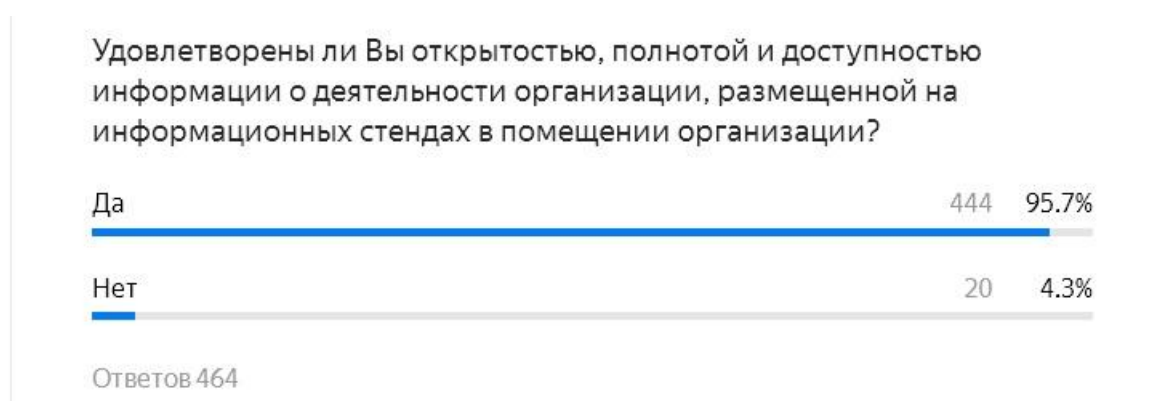 Удовлетворены ли Вы открытостью, полнотой и доступностью
информации о деятельности организации, размещенной на
информационных стендах в помещении организации?
Да 444 95.7%
Нет 20 4.3%
Ответов 464